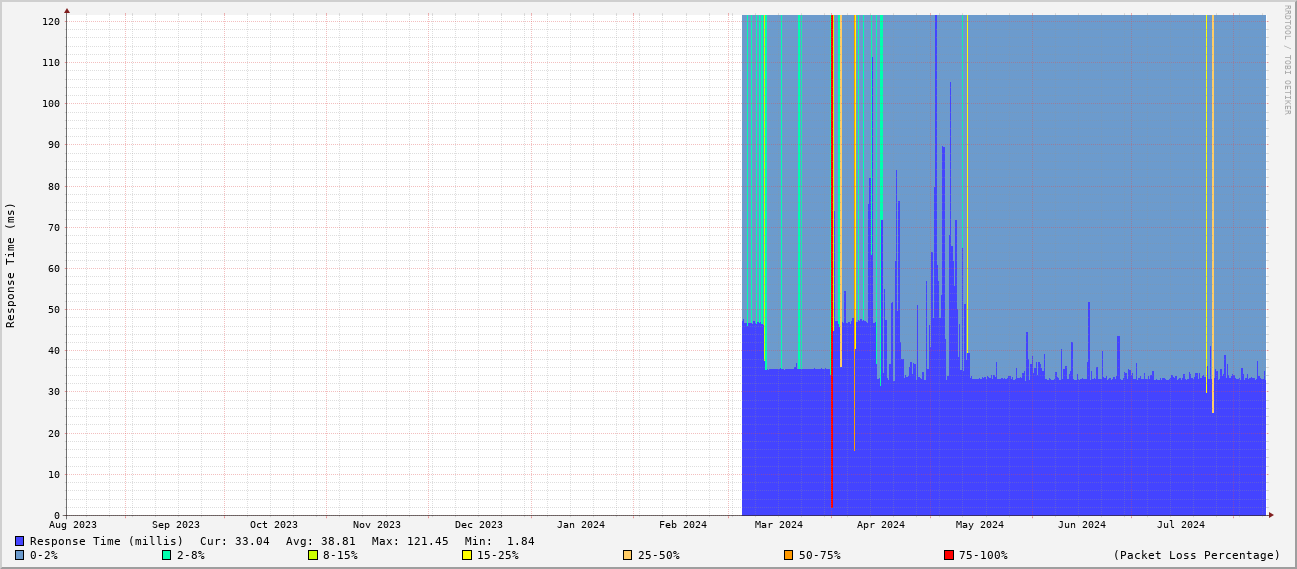 120
110
100
90
80
70
60
50
40
30
20
10
0
Response Time (ms)
RRDTOOL / TOBI OETIKER
Aug 2023 Sep 2023 Oct 2023 Nov 2023 Dec 2023 Jan 2024 Feb 2024 Mar 2024 Apr 2024 May 2024 Jun 2024 Jul 2024
Response Time (millis) Cur: 33.04 Avg: 38.81 Max: 121.45 Min: 1.84
0-2% 2-8% 8-15% 15-25% 25-50% 50-75% 75-100% (Packet Loss Percentage)